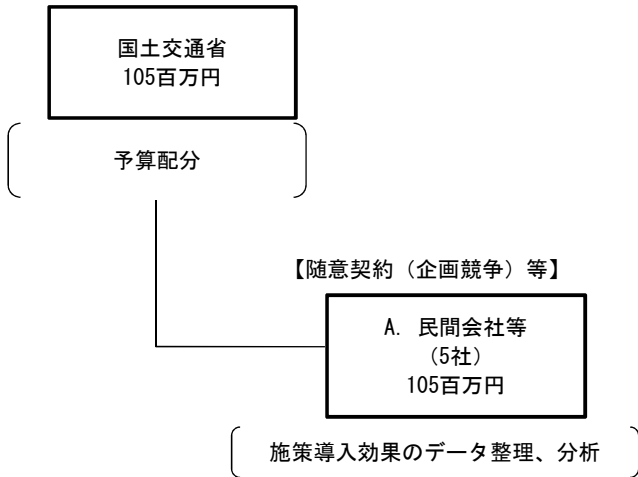 国土交通省
105百万円
予算配分
【随意契約（企画競争）等】
A. 民間会社等
（5社）
105百万円
施策導入効果のデータ整理、分析